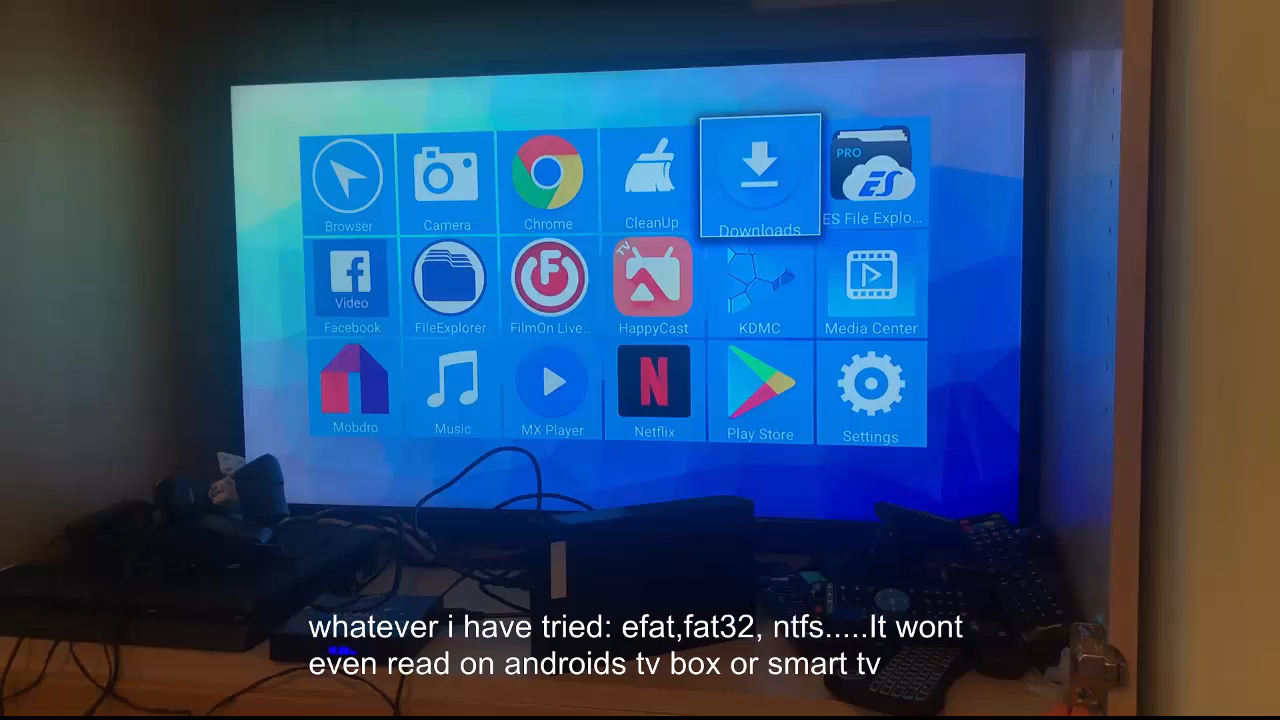 Browser
Camera
Chrome
CleanUp
Downloads
PRO
ES
ES File Explo...
Video
Facebook
FileExplorer
F
FilmOn Live...
TV
HappyCast
KDMC
Media Center
Mobdro
Music
MX Player
N
Netflix
Play Store
Settings
whatever i have tried: efat,fat32, ntfs.....It wont
even read on androids tv box or smart tv